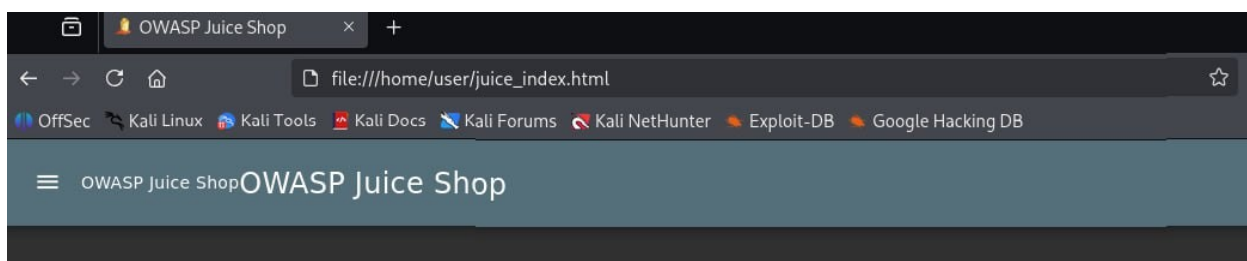 OWASP Juice Shop
file:///home/user/juice_index.html
OffSec Kali Linux Kali Tools Kali Docs Kali Forums Kali NetHunter Exploit-DB Google Hacking DB
OWASP Juice ShopOWASP Juice Shop